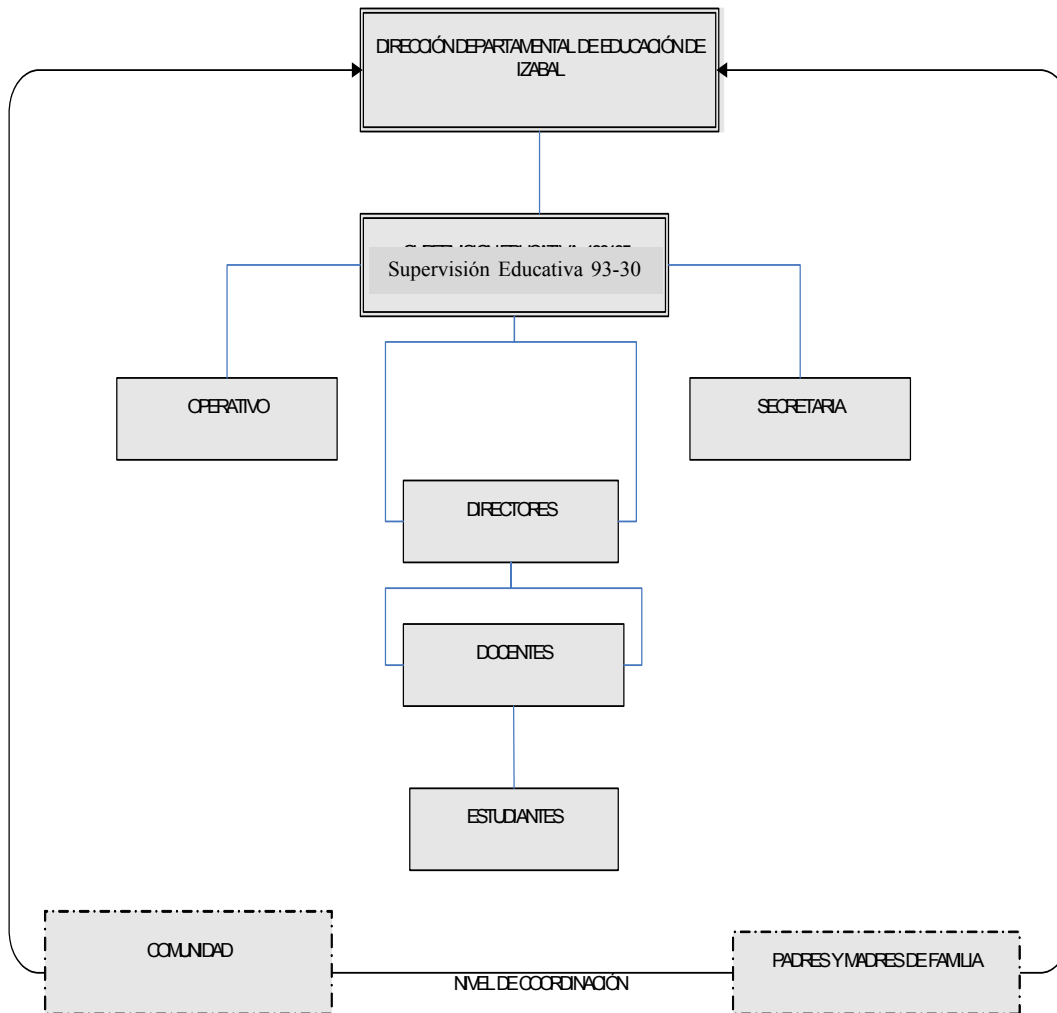 DIRECCIÓN DEPARTAMENTAL DE EDUCACIÓN DE
IZABAL
Supervisión Educativa 93-30
OPERATIVO
SECRETARIA
DIRECTORES
DOCENTES
ESTUDIANTES
COMUNIDAD
PADRES Y MADRES DE FAMILIA
NIVEL DE COORDINACIÓN